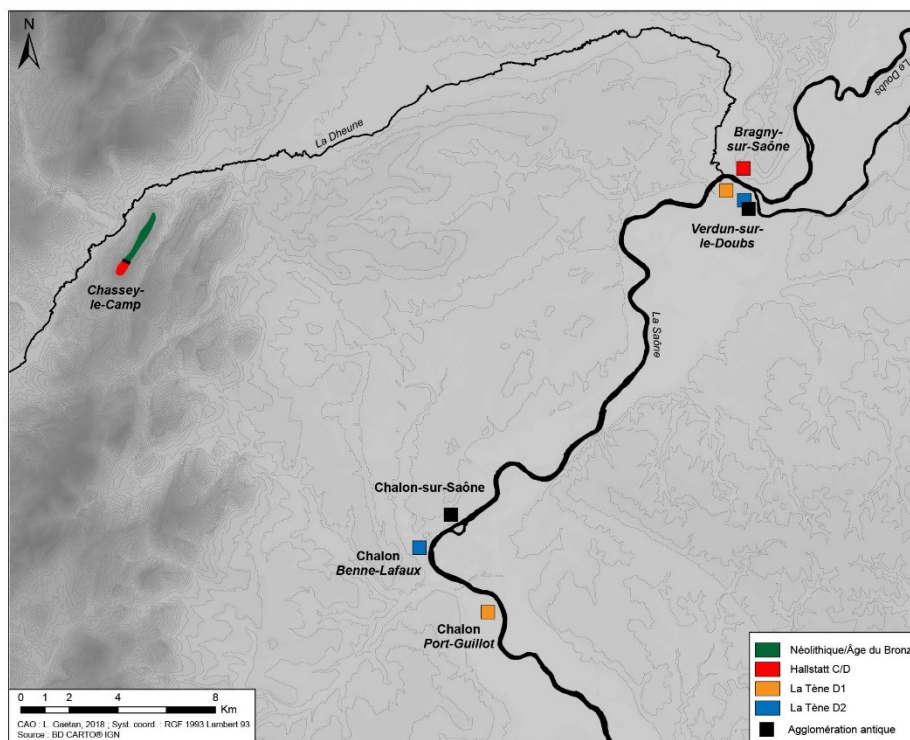 N
La Dheune
Le Doubs
Bragny-
sur-Saône
Verdun-sur-
le-Doubs
Chassey-
le-Camp
La Saône
Chalon-sur-Saône
Chalon
Benne-Lafaux
Chalon
Port-Guillot
0 1 2 4 8
Km
CAO : L. Gaëtan, 2018 ; Syst. coord. : RGF 1993 Lambert 93
Source : BD CARTO® IGN
Néolithique/Âge du Bronz
Hallstatt C/D
La Tène D1
La Tène D2
Agglomération antique